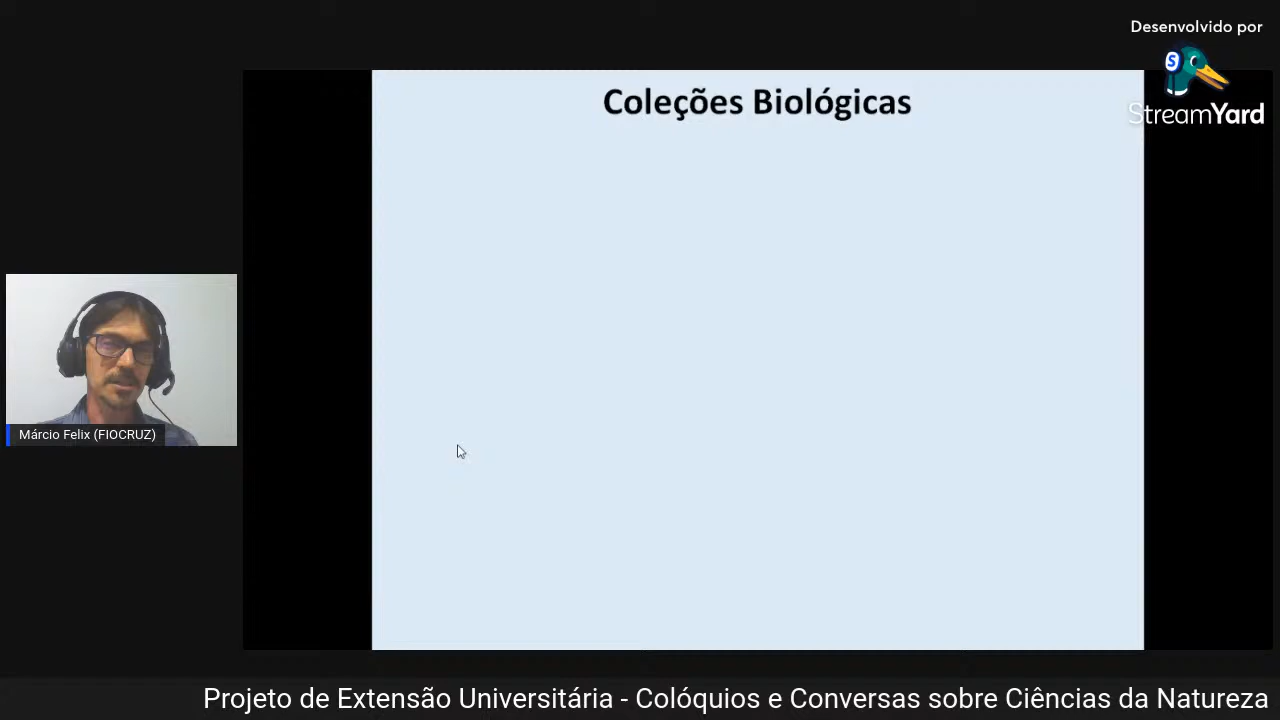 Desenvolvido por
S
StreamYard
Coleções Biológicas
Márcio Felix (FIOCRUZ)
Projeto de Extensão Universitária - Colóquios e Conversas sobre Ciências da Natureza